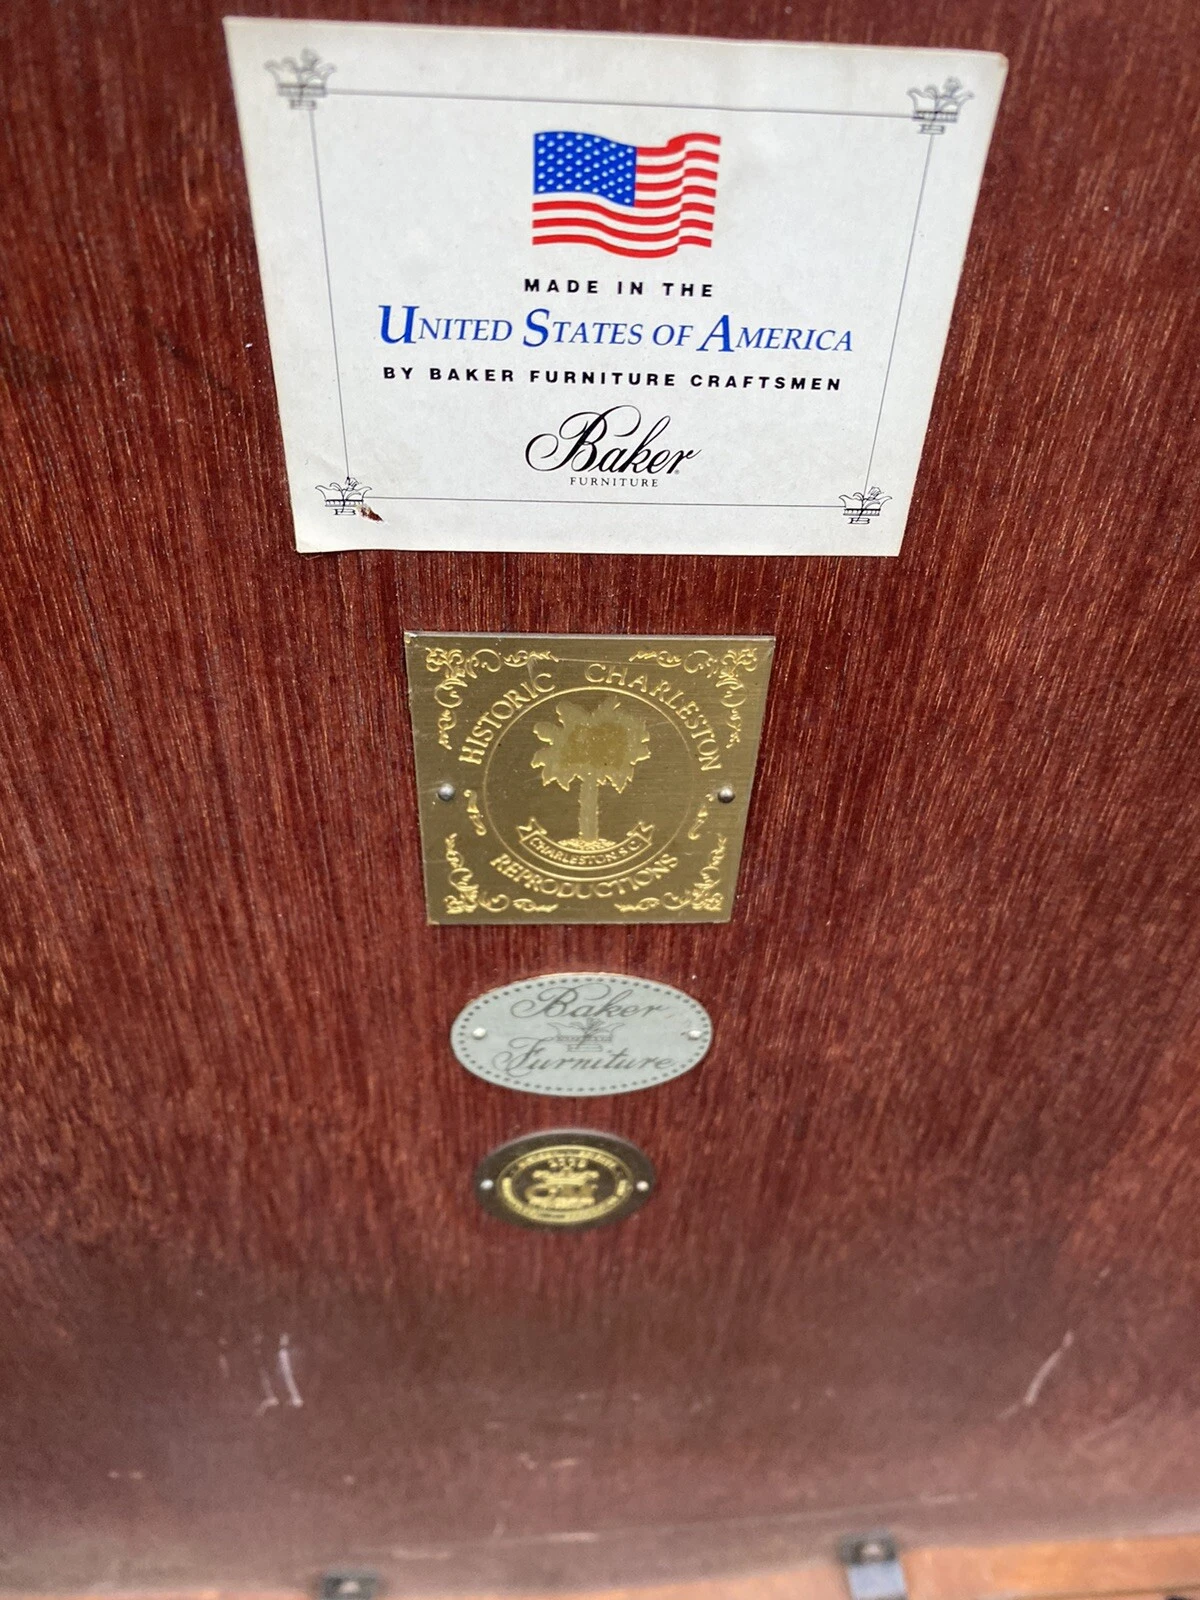 MADE IN THE
UNITED STATES OF AMERICA
BY BAKER FURNITURE CRAFTSMEN
Baker
FURNITURE
HISTORIC CHARLESTON
CHARLESTON S.C.
REPRODUCTIONS
Baker
Furniture